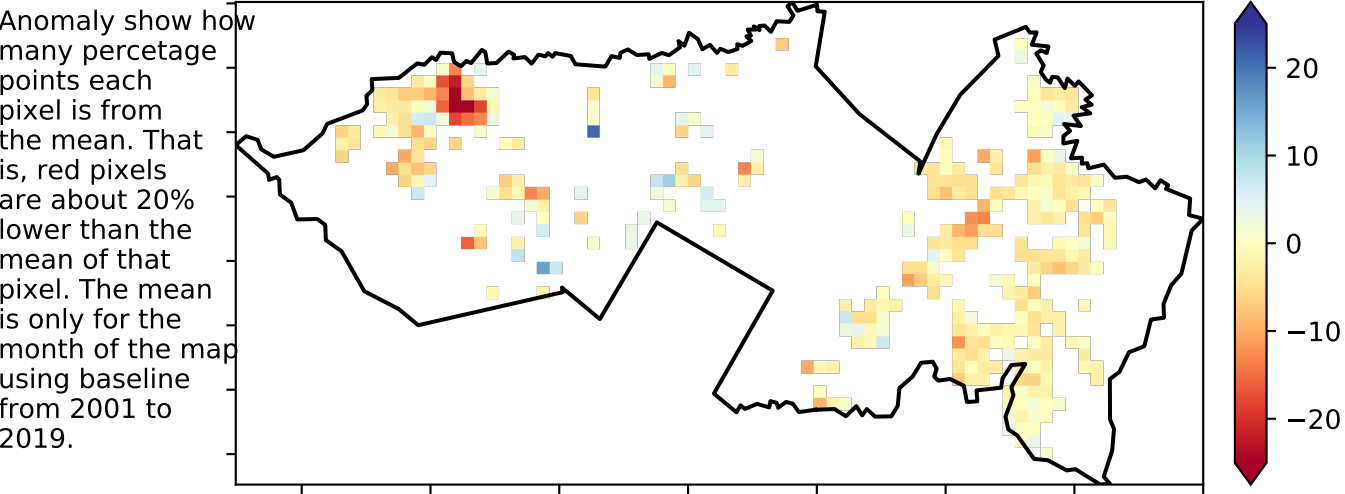 Anomaly show how
many percetage
points each
pixel is from
the mean. That
is, red pixels
are about 20%
lower than the
mean of that
pixel. The mean
is only for the
month of the map
using baseline
from 2001 to
2019.
20
10
0
−10
−20